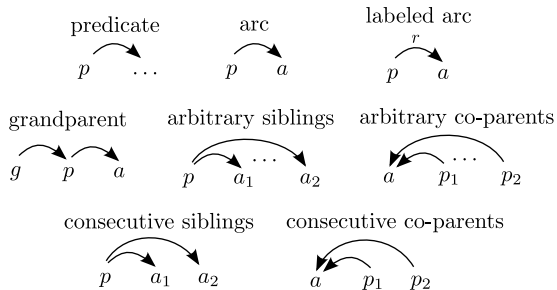 predicate arc labeled arc
r
p ... p a p a
grandparent arbitrary siblings arbitrary co-parents
g p a p a₁ ... a₂ a p₁ ... p₂
consecutive siblings consecutive co-parents
p a₁ a₂ a p₁ p₂